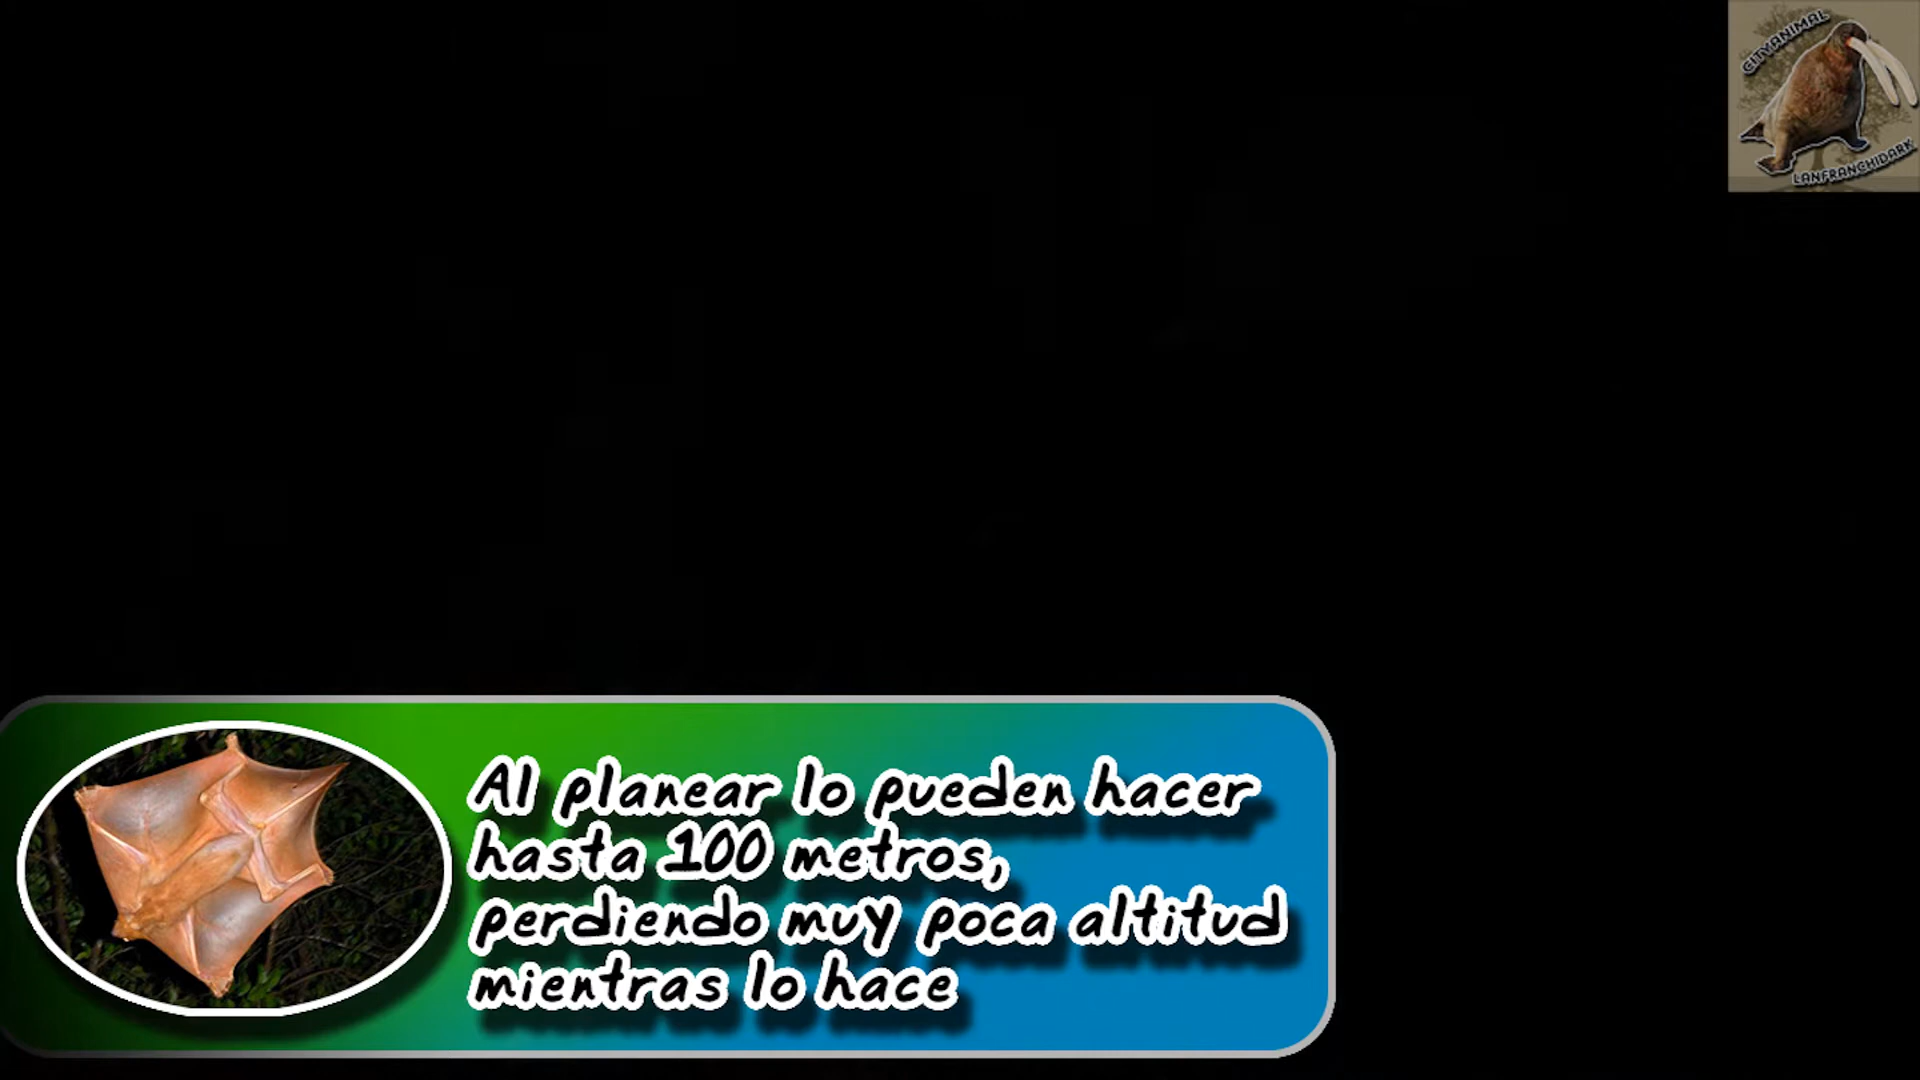 CITYANIMAL
LANFRANCHIDARK
Al planear lo pueden hacer
hasta 100 metros,
perdiendo muy poca altitud
mientras lo hace